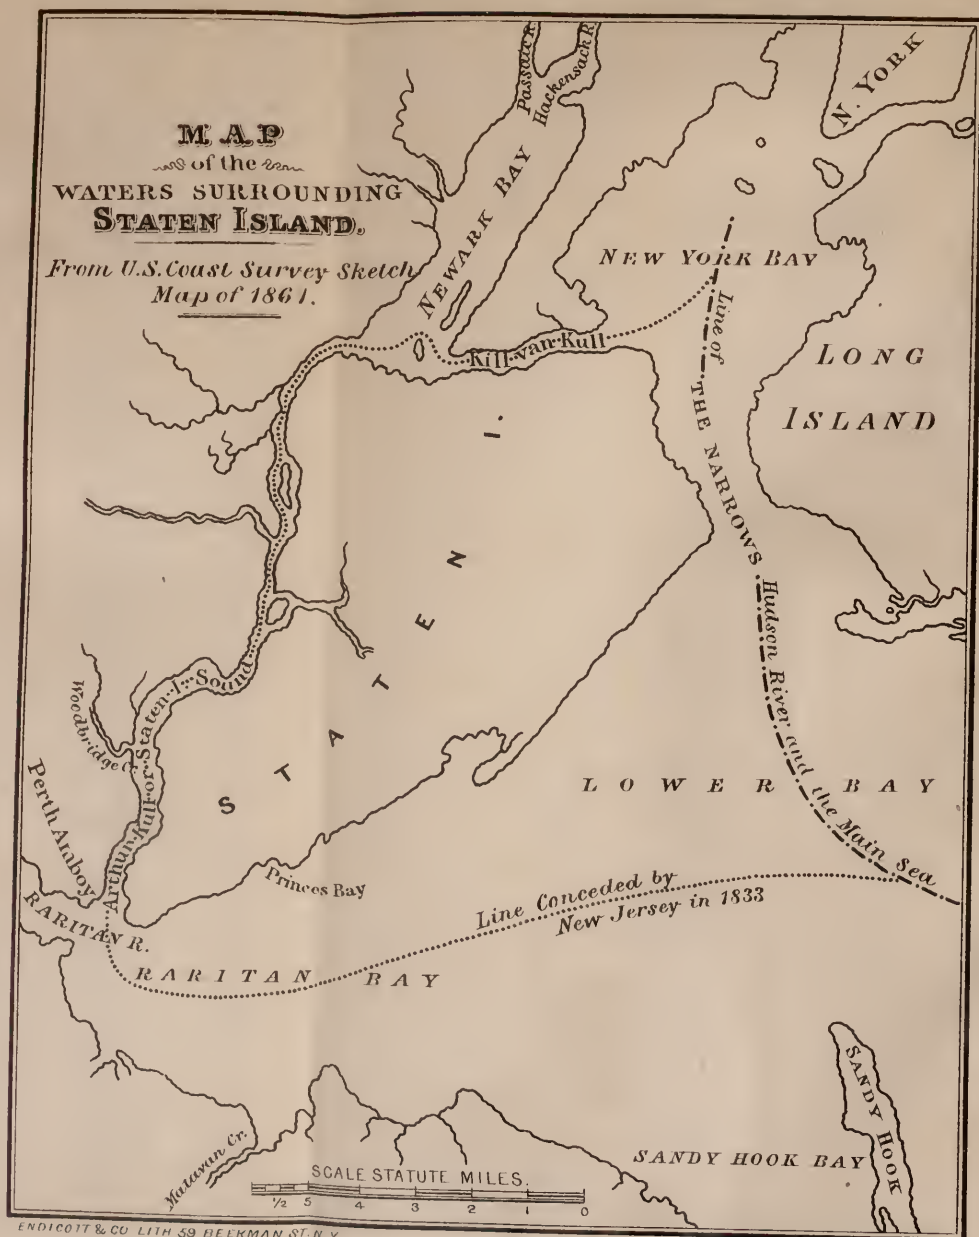 MAP
of the
WATERS SURROUNDING
STATEN ISLAND.
From U.S. Coast Survey Sketch
Map of 1861.
Passaic R.
Hackensack R.
N. YORK
NEWARK BAY
NEW YORK BAY
Kill van Kull
LONG
ISLAND
Line of
THE NARROWS
Hudson River and the Main Sea
STATEN I.
Arthur Kull or Staten I. Sound
Woodbridge Cr.
Perth Amboy
RARITAN R.
Princes Bay
LOWER BAY
Line Conceded by
New Jersey in 1833
RARITAN BAY
SANDY HOOK
SANDY HOOK BAY
Matavan Cr.
SCALE STATUTE MILES.
½ 5 4 3 2 1 0
ENDICOTT & CO LITH 59 BEEKMAN ST. N.Y.